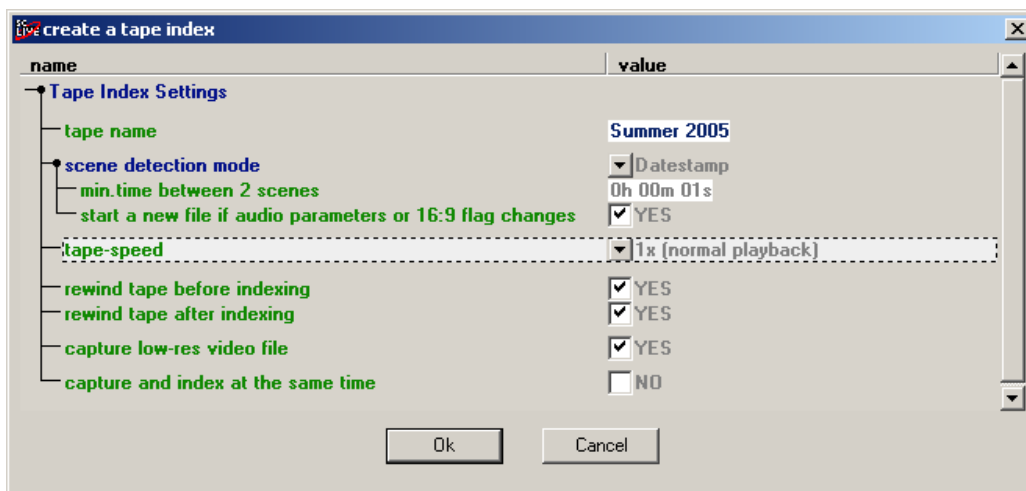 SC LIVE create a tape index
name value
Tape Index Settings
tape name Summer 2005
scene detection mode Datestamp
min.time between 2 scenes 0h 00m 01s
start a new file if audio parameters or 16:9 flag changes YES
tape-speed 1x (normal playback)
rewind tape before indexing YES
rewind tape after indexing YES
capture low-res video file YES
capture and index at the same time NO
Ok Cancel